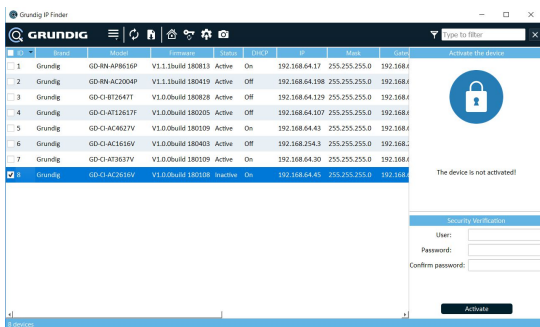 Grundig IP Finder
GRUNDIG
Type to filter
ID Brand Model Firmware Status DHCP IP Mask
Activate the device
1 Grundig GD-RN-AP8616P V1.1.1build 180813 Active On 192.168.64.17 255.255.255.0
2 Grundig GD-RN-AC2004P V1.1.1build 180419 Active Off 192.168.64.198 255.255.255.0
3 Grundig GD-CI-BT2647T V1.0.0build 180828 Active Off 192.168.64.129 255.255.255.0
4 Grundig GD-CI-AT12617F V1.0.0build 180205 Active Off 192.168.64.107 255.255.255.0
5 Grundig GD-CI-AC4627V V1.0.0build 180109 Active On 192.168.64.43 255.255.255.0
6 Grundig GD-CI-AC1616V V1.0.0build 180403 Active Off 192.168.254.3 255.255.255.0
7 Grundig GD-CI-AT3637V V1.0.0build 180109 Active On 192.168.64.30 255.255.255.0
8 Grundig GD-CI-AC2616V V1.0.0build 180108 Inactive On 192.168.64.45 255.255.255.0
The device is not activated!
Security Verification
User:
Password:
Confirm password:
Activate
8 devices